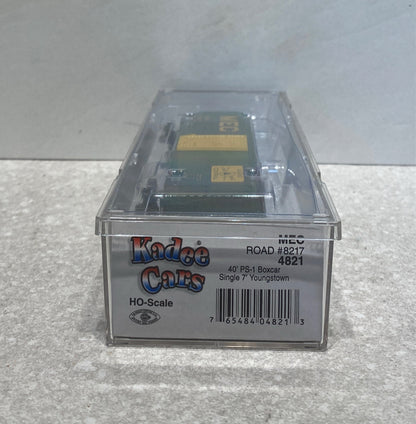 MEC
Kadee®
Cars
HO-Scale
MEC
ROAD #8217
4821
40' PS-1 Boxcar
Single 7' Youngstown
7 65484 04821 3